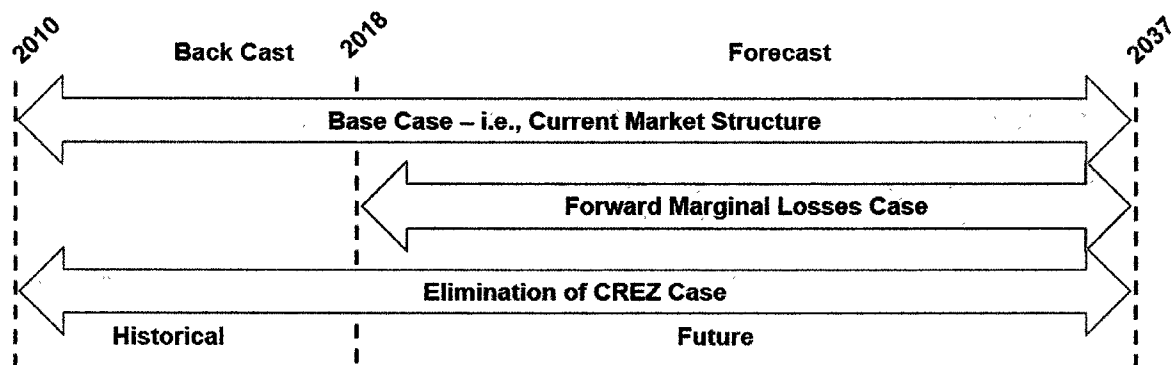 2010
Back Cast
2018
Forecast
2037
Base Case – i.e., Current Market Structure
Forward Marginal Losses Case
Elimination of CREZ Case
Historical
Future